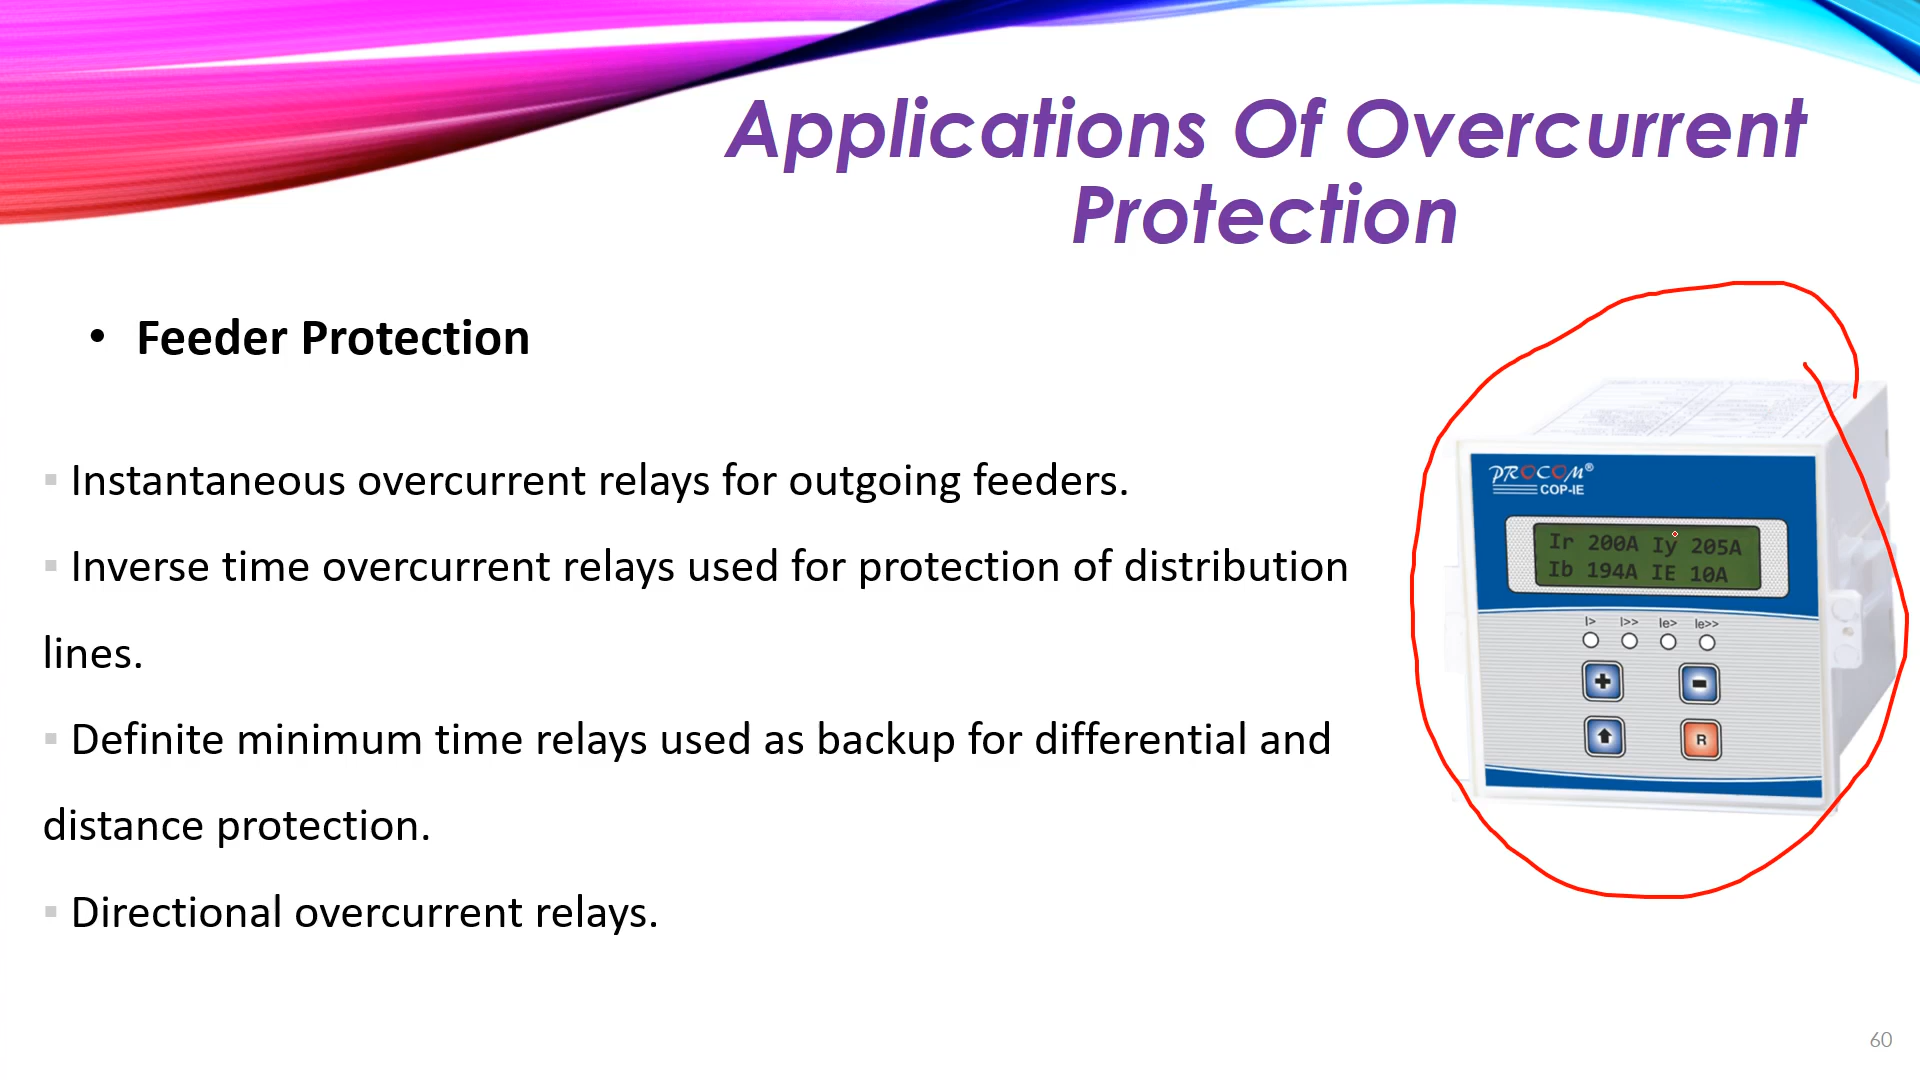 Applications Of Overcurrent
Protection
• Feeder Protection
▪ Instantaneous overcurrent relays for outgoing feeders.
▪ Inverse time overcurrent relays used for protection of distribution
lines.
▪ Definite minimum time relays used as backup for differential and
distance protection.
▪ Directional overcurrent relays.
PROCOM®
COP-IE
Ir 200A Iy 205A
Ib 194A IE 10A
I> I>> Ie> Ie>>
+ -
R
60